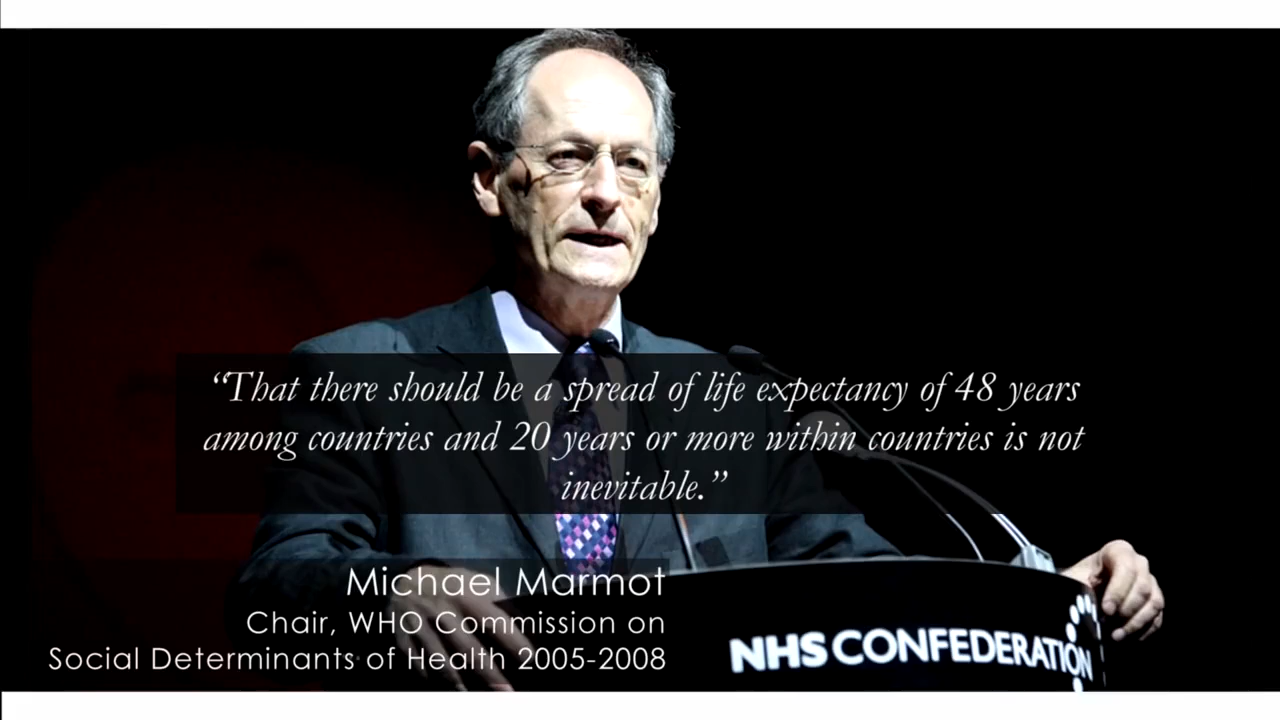 “That there should be a spread of life expectancy of 48 years
among countries and 20 years or more within countries is not
inevitable.”
Michael Marmot
Chair, WHO Commission on
Social Determinants of Health 2005-2008
NHS CONFEDERATION